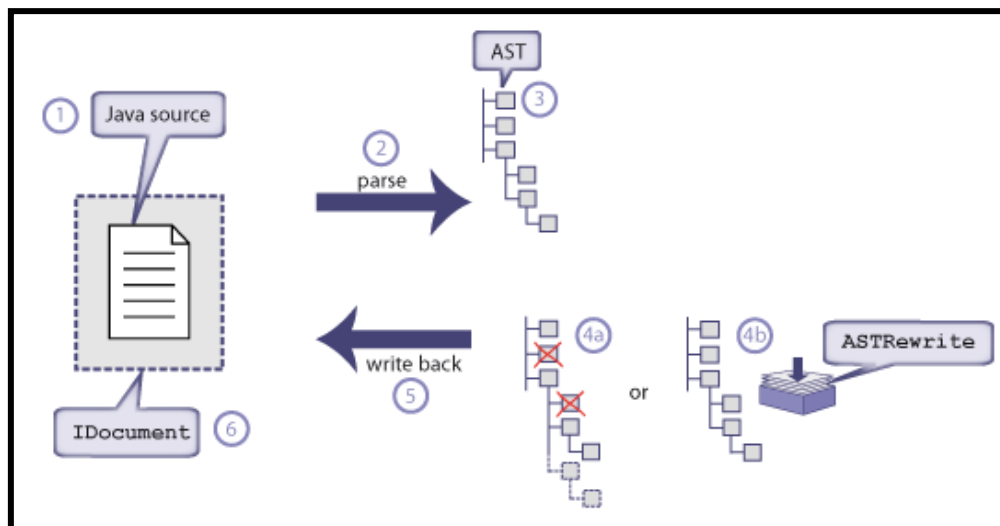 AST
3
1
Java source
2
parse
4a
4b
ASTRewrite
write back
or
5
IDocument
6